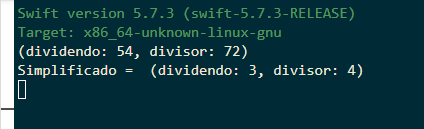 Swift version 5.7.3 (swift-5.7.3-RELEASE)
Target: x86_64-unknown-linux-gnu
(dividendo: 54, divisor: 72)
Simplificado =  (dividendo: 3, divisor: 4)